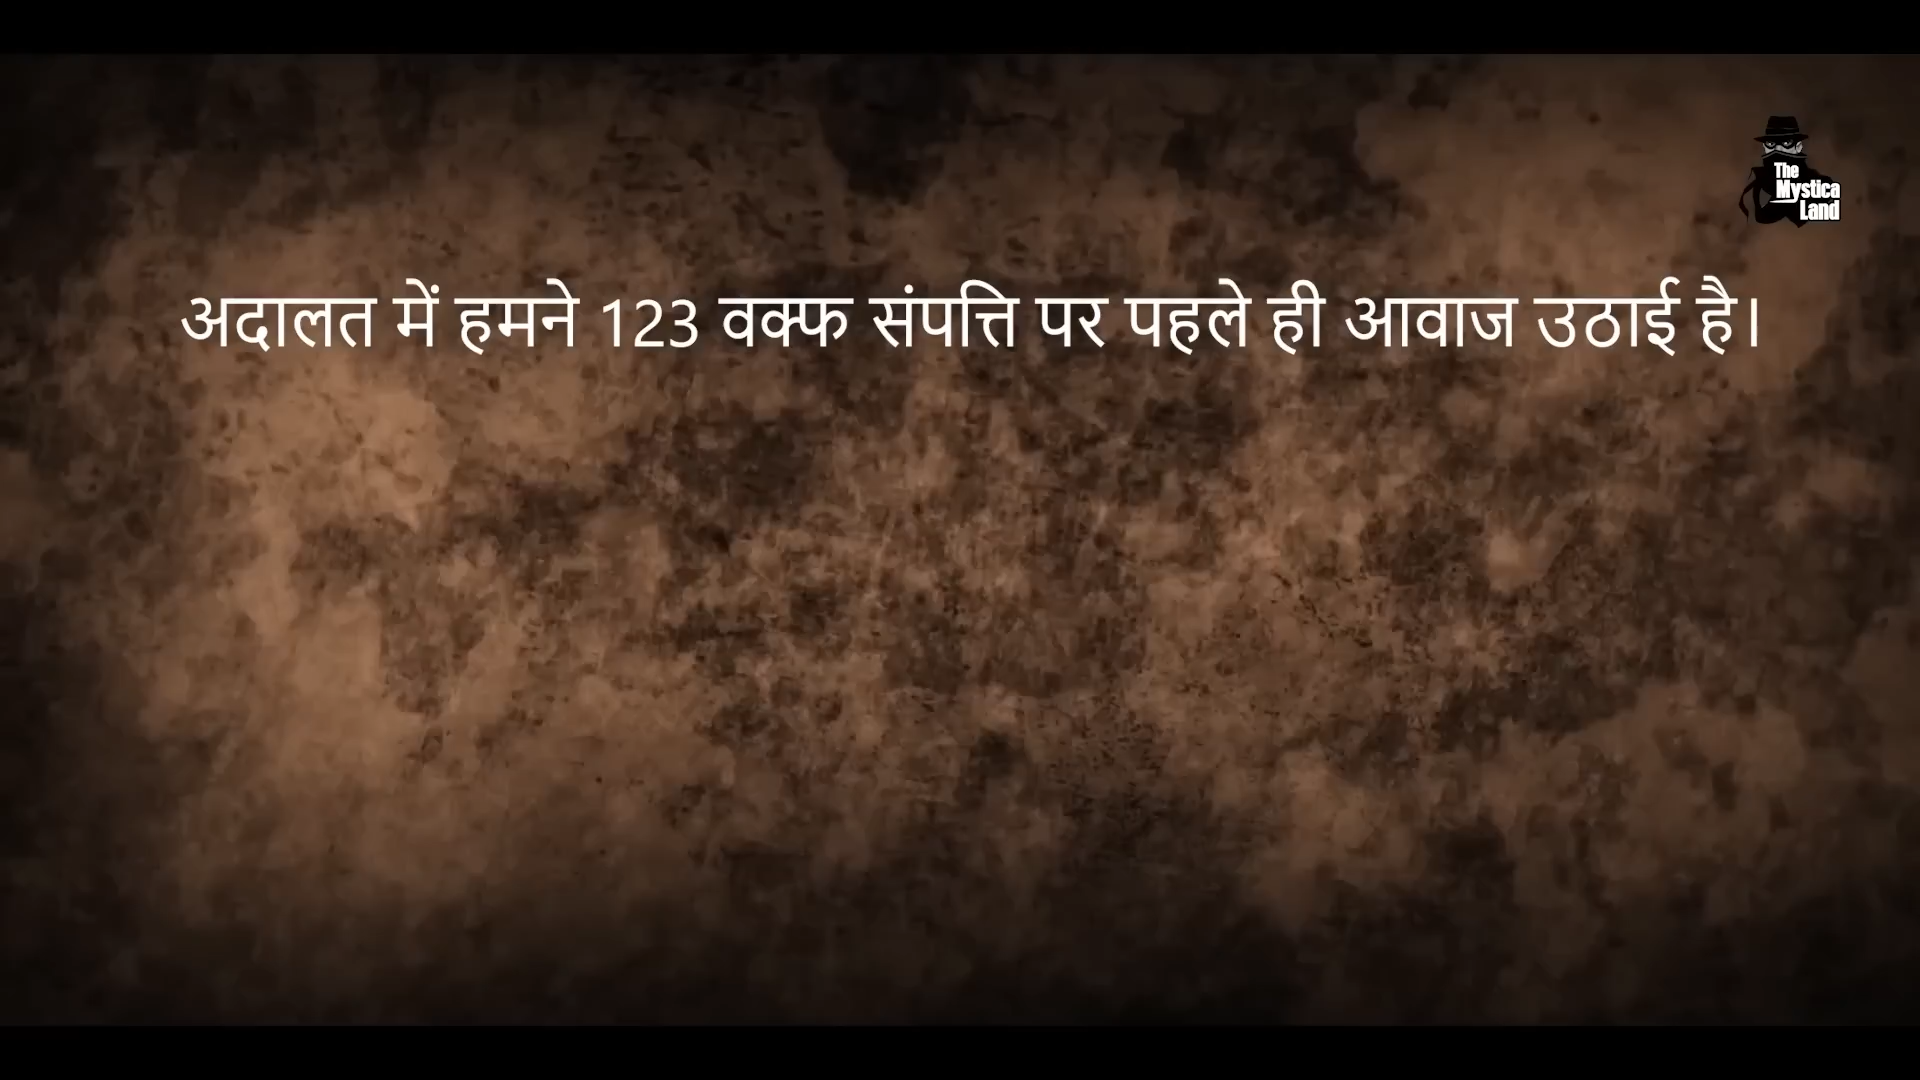 The
Mystica
Land
अदालत में हमने 123 वक्फ संपत्ति पर पहले ही आवाज उठाई है।